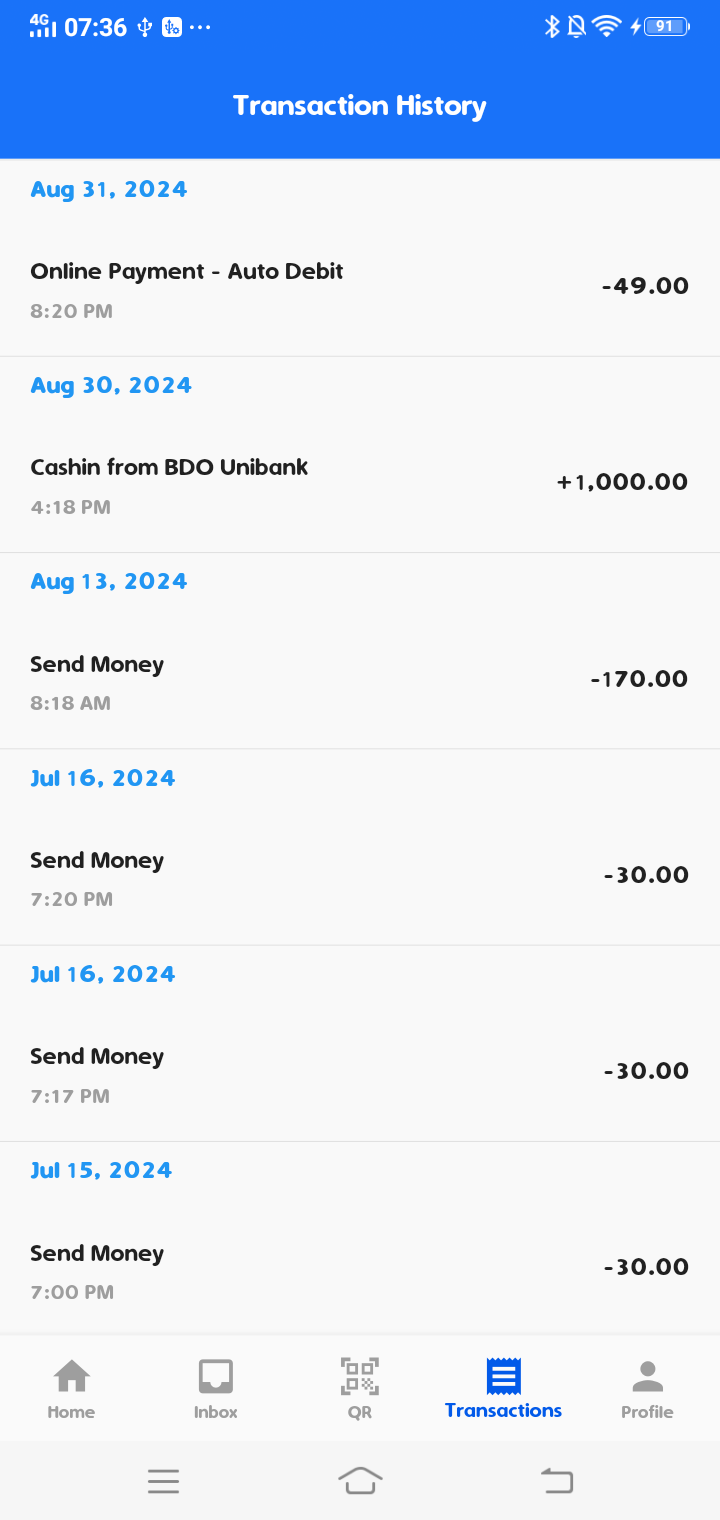 4G 07:36 91
Transaction History
Aug 31, 2024
Online Payment - Auto Debit
-49.00
8:20 PM
Aug 30, 2024
Cashin from BDO Unibank
+1,000.00
4:18 PM
Aug 13, 2024
Send Money
-170.00
8:18 AM
Jul 16, 2024
Send Money
-30.00
7:20 PM
Jul 16, 2024
Send Money
-30.00
7:17 PM
Jul 15, 2024
Send Money
-30.00
7:00 PM
Home Inbox QR Transactions Profile